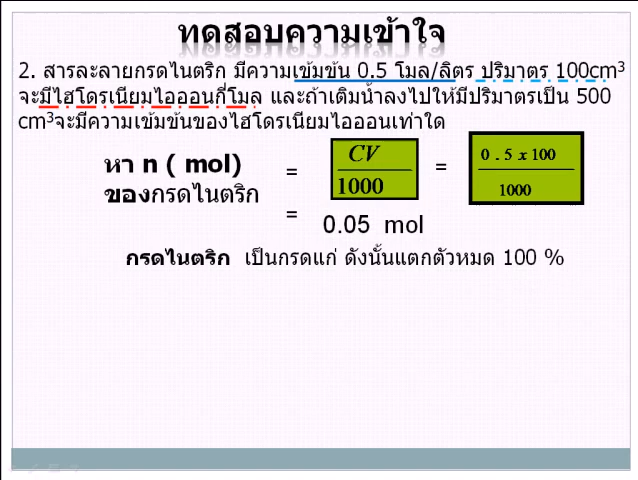 ทดสอบความเข้าใจ
2. สารละลายกรดไนตริก มีความเข้มข้น 0.5 โมล/ลิตร ปริมาตร 100cm3
จะมีไฮโดรเนียมไอออนกี่โมล และถ้าเติมน้ำลงไปให้มีปริมาตรเป็น 500
cm3จะมีความเข้มข้นของไฮโดรเนียมไอออนเท่าใด
หา n ( mol) = CV = 0 . 5 x 100
1000 1000
ของกรดไนตริก
= 0.05 mol
กรดไนตริก เป็นกรดแก่ ดังนั้นแตกตัวหมด 100 %